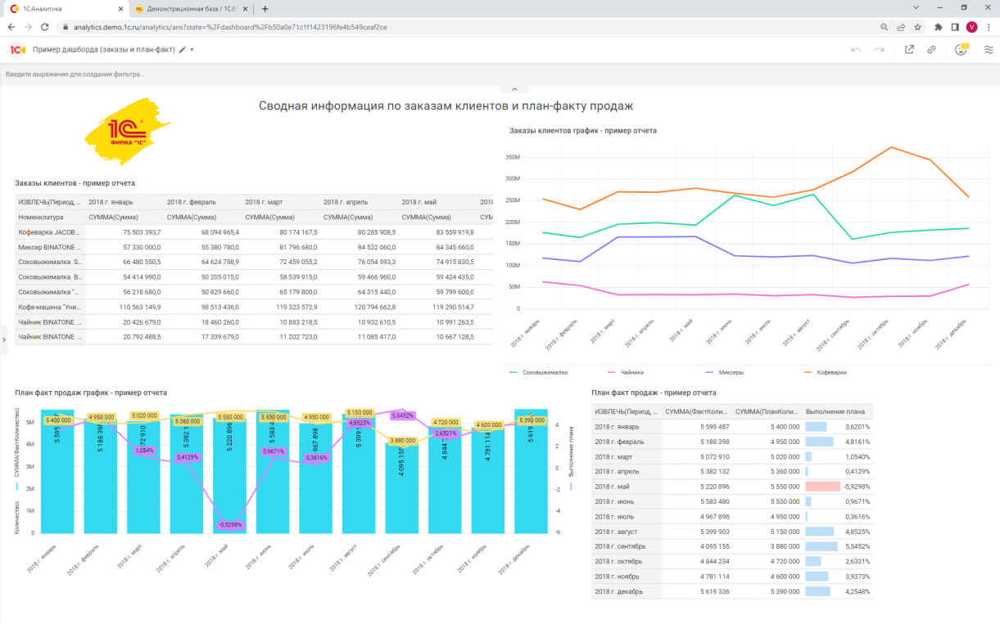 1С:Аналитика
Демонстрационная база / 1С:Е
analytics.demo.1c.ru/analytics/ans?state=%2Fdashboard%2Fb50a0e71c1f1423196fe4b549ceaf2ce
V
1С
Пример дашборда (заказы и план-факт)
Введите выражение для создания фильтра...
Сводная информация по заказам клиентов и план-факту продаж
1С
ФИРМА "1С"
Заказы клиентов - пример отчета
ИЗВЛЕЧЬ(Период, ... 2018 г. январь 2018 г. февраль 2018 г. март 2018 г. апрель 2018 г. май 2018
Номенклатура СУММА(Сумма) СУММА(Сумма) СУММА(Сумма) СУММА(Сумма) СУММА(Сумма) СУММ
Кофеварка JACOB... 75 503 393,7 68 094 965,4 80 174 167,5 80 285 83 559 919,8
Миксер BINATONE ... 57 330 000,0 55 380 780,0 680,0 84 522 060,0 84 345 660,0
Соковыжималка S... 66 480 550,5 64 624 788,9 72 459 055,2 76 054 593,3 74 915 830,5
Соковыжималка B... 54 414 990,0 50 205 015,0 58 539 915,0 59 466 960,0 59 424 435,0
Соковыжималка "... 56 218 680,0 50 829 660,0 65 179 800,0 64 315 440,0 59 799 600,0
Кофе-машина "Уни... 110 563 149,9 98 513 436,0 119 323 572,9 120 794 662,8 119 290 514,7
Чайник BINATONE ... 20 426 679,0 18 460 260,0 10 883 218,5 10 932 610,5 10 991 263,5
Чайник BINATONE ... 20 792 488,5 17 339 679,0 11 202 723,0 11 085 417,0 10 667 128,5
Заказы клиентов график - пример отчета
350M
300M
250M
200M
150M
100M
50M
0
2018 г. январь 2018 г. февраль 2018 г. март 2018 г. апрель 2018 г. май 2018 г. июнь 2018 г. июль 2018 г. август 2018 г. сентябрь 2018 г. октябрь 2018 г. ноябрь 2018 г. декабрь
Соковыжималки Чайники Миксеры Кофеварки
План факт продаж график - пример отчета
Количество) СУММА(ФактКоличество)
5M
4M
3M
2M
1M
0
5 400 000 4 950 000 5 020 000 5 360 000 5 550 000 5 530 000 4 950 000 5 150 000 3 880 000 4 720 000 4 600 000 5 390 000
5 188 398 5 220 896 4 095 155 4 781 114
1,054% 0,4129% -5,9298% 0,9671% 0,3616% 4,8525% 5,5452% 2,6321%
4
2
0
-2
-4
-6
Выполнение плана
2018 г. январь 2018 г. февраль 2018 г. март 2018 г. апрель 2018 г. май 2018 г. июнь 2018 г. июль 2018 г. август 2018 г. сентябрь 2018 г. октябрь 2018 г. ноябрь 2018 г. декабрь
План факт продаж - пример отчета
ИЗВЛЕЧЬ(Период, ... СУММА(ФактКоли... СУММА(ПланКоли... Выполнение плана
2018 г. январь 5 595 487 5 400 000 3,6201%
2018 г. февраль 5 188 398 4 950 000 4,8161%
2018 г. март 5 072 910 5 020 000 1,0540%
2018 г. апрель 5 382 132 5 360 000 0,4129%
2018 г. май 5 220 896 5 550 000 -5,9298%
2018 г. июнь 5 583 480 5 530 000 0,9671%
2018 г. июль 4 967 898 4 950 000 0,3616%
2018 г. август 5 399 903 5 150 000 4,8525%
2018 г. сентябрь 4 095 155 3 880 000 5,5452%
2018 г. октябрь 4 844 234 4 720 000 2,6321%
2018 г. ноябрь 4 781 114 4 600 000 3,9373%
2018 г. декабрь 5 619 336 5 390 000 4,2548%